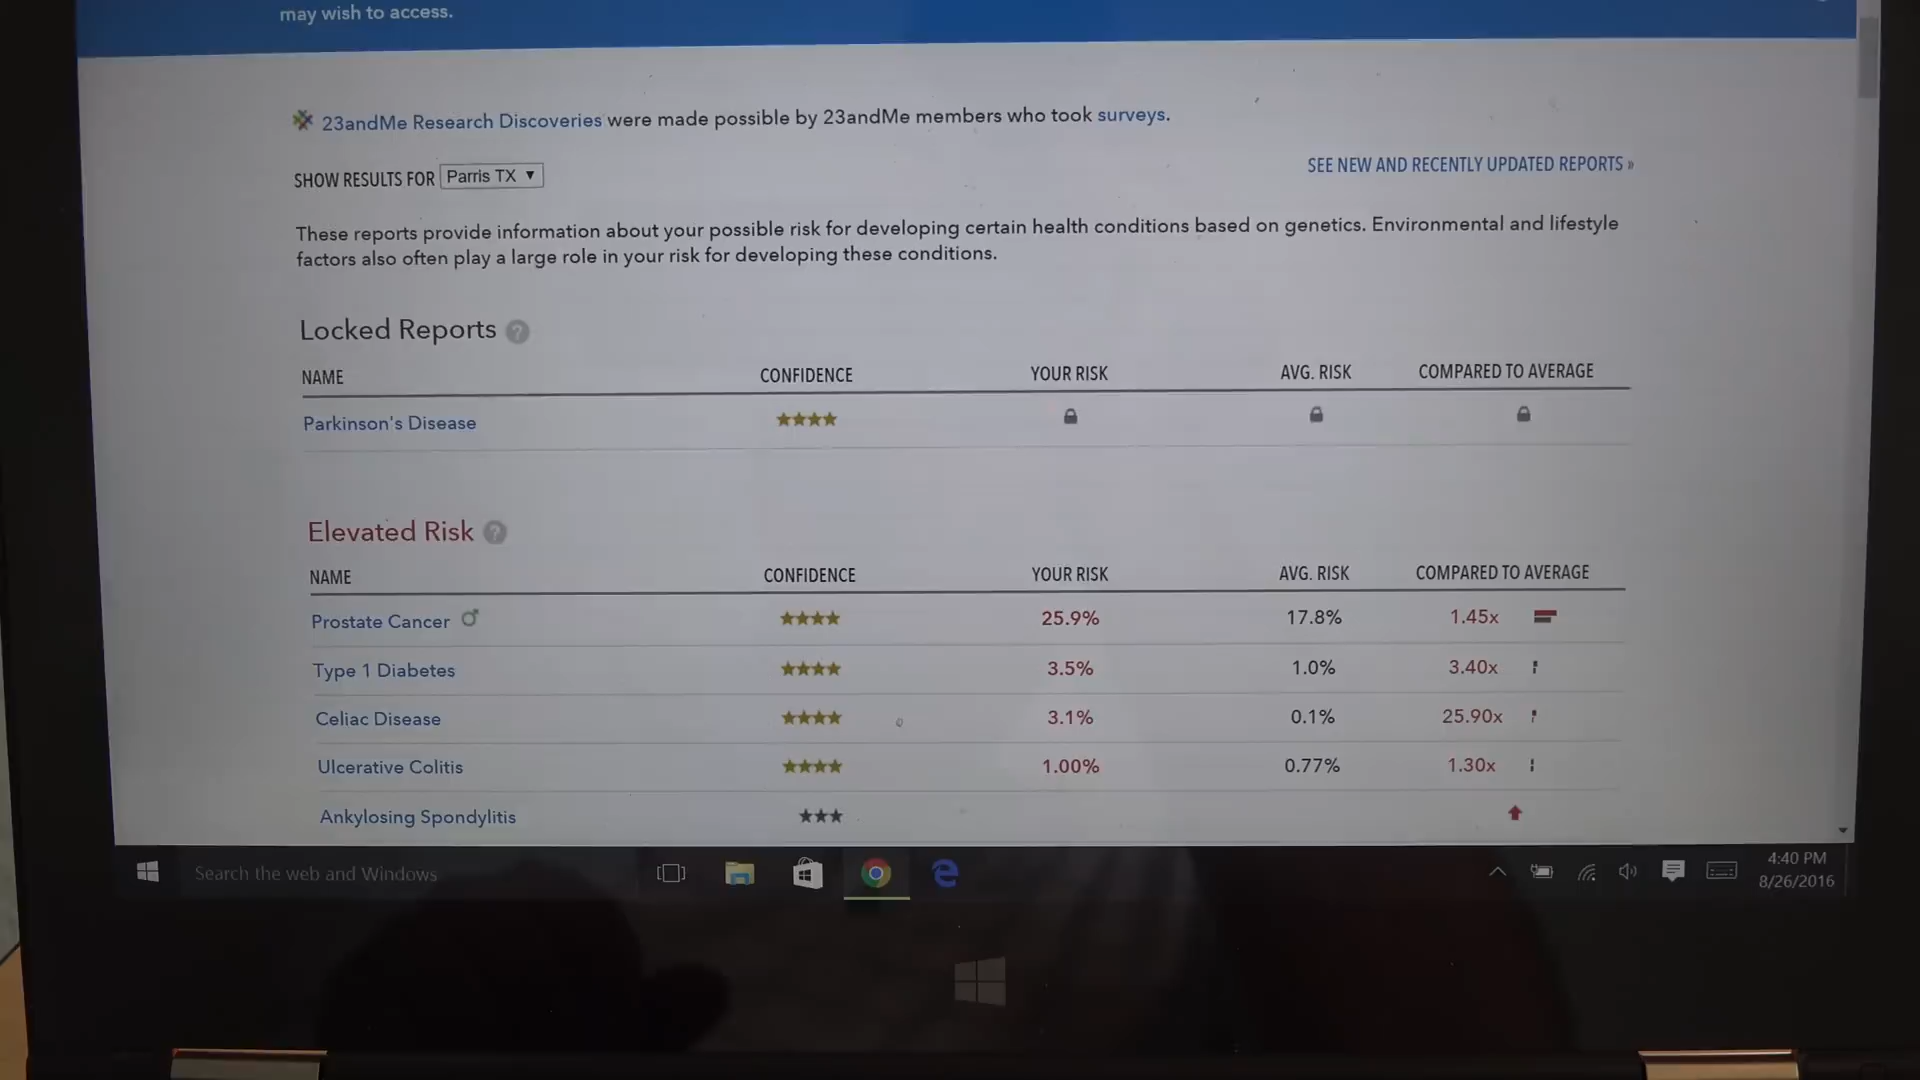 may wish to access.
23andMe Research Discoveries were made possible by 23andMe members who took surveys.
SHOW RESULTS FOR Parris TX ▼
SEE NEW AND RECENTLY UPDATED REPORTS »
These reports provide information about your possible risk for developing certain health conditions based on genetics. Environmental and lifestyle
factors also often play a large role in your risk for developing these conditions.
Locked Reports ?
NAME CONFIDENCE YOUR RISK AVG. RISK COMPARED TO AVERAGE
Parkinson's Disease ★★★★
Elevated Risk ?
NAME CONFIDENCE YOUR RISK AVG. RISK COMPARED TO AVERAGE
Prostate Cancer ♂ ★★★★ 25.9% 17.8% 1.45x
Type 1 Diabetes ★★★★ 3.5% 1.0% 3.40x
Celiac Disease ★★★★ 3.1% 0.1% 25.90x
Ulcerative Colitis ★★★★ 1.00% 0.77% 1.30x
Ankylosing Spondylitis ★★★
Search the web and Windows
4:40 PM
8/26/2016